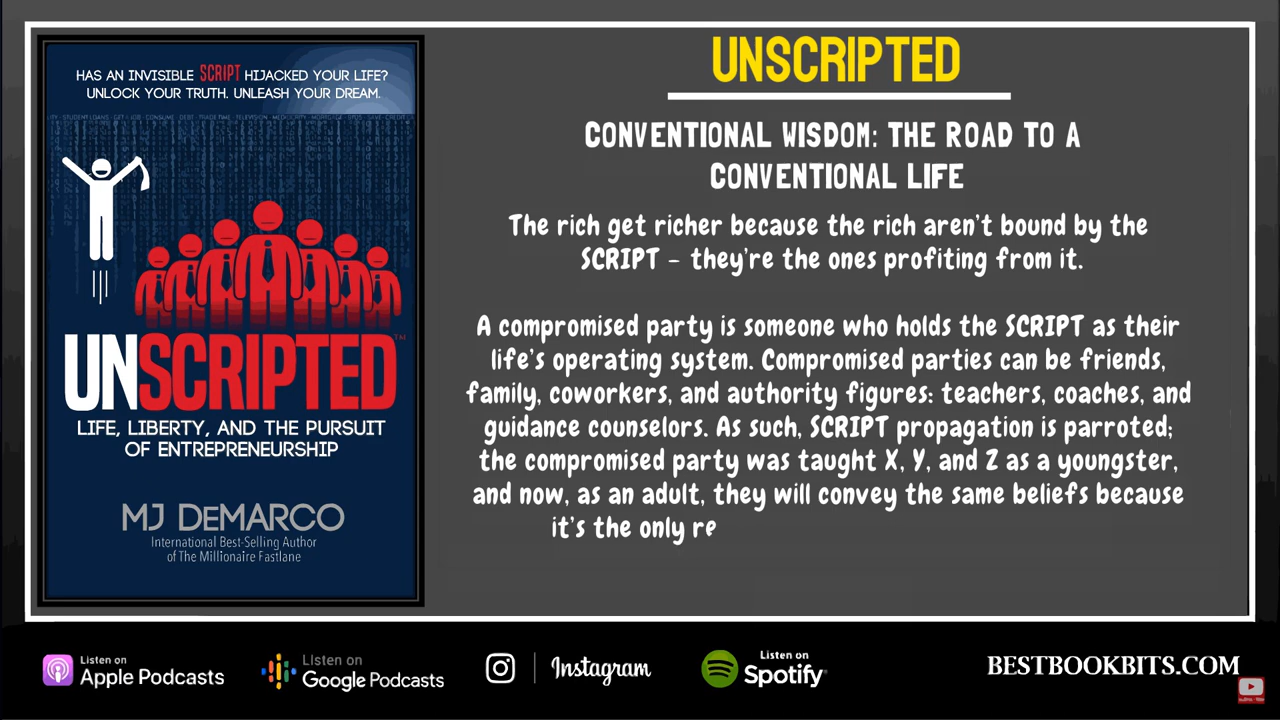 HAS AN INVISIBLE SCRIPT HIJACKED YOUR LIFE?
UNLOCK YOUR TRUTH. UNLEASH YOUR DREAM.
UNSCRIPTED™
LIFE, LIBERTY, AND THE PURSUIT
OF ENTREPRENEURSHIP
MJ DEMARCO
International Best-Selling Author
of The Millionaire Fastlane
UNSCRIPTED
CONVENTIONAL WISDOM: THE ROAD TO A
CONVENTIONAL LIFE
The rich get richer because the rich aren't bound by the
SCRIPT – they're the ones profiting from it.
A compromised party is someone who holds the SCRIPT as their
life's operating system. Compromised parties can be friends,
family, coworkers, and authority figures: teachers, coaches, and
guidance counselors. As such, SCRIPT propagation is parroted;
the compromised party was taught X, Y, and Z as a youngster,
and now, as an adult, they will convey the same beliefs because
it's the only re
Listen on
Apple Podcasts
Listen on
Google Podcasts
Instagram
Listen on
Spotify
BESTBOOKBITS.COM